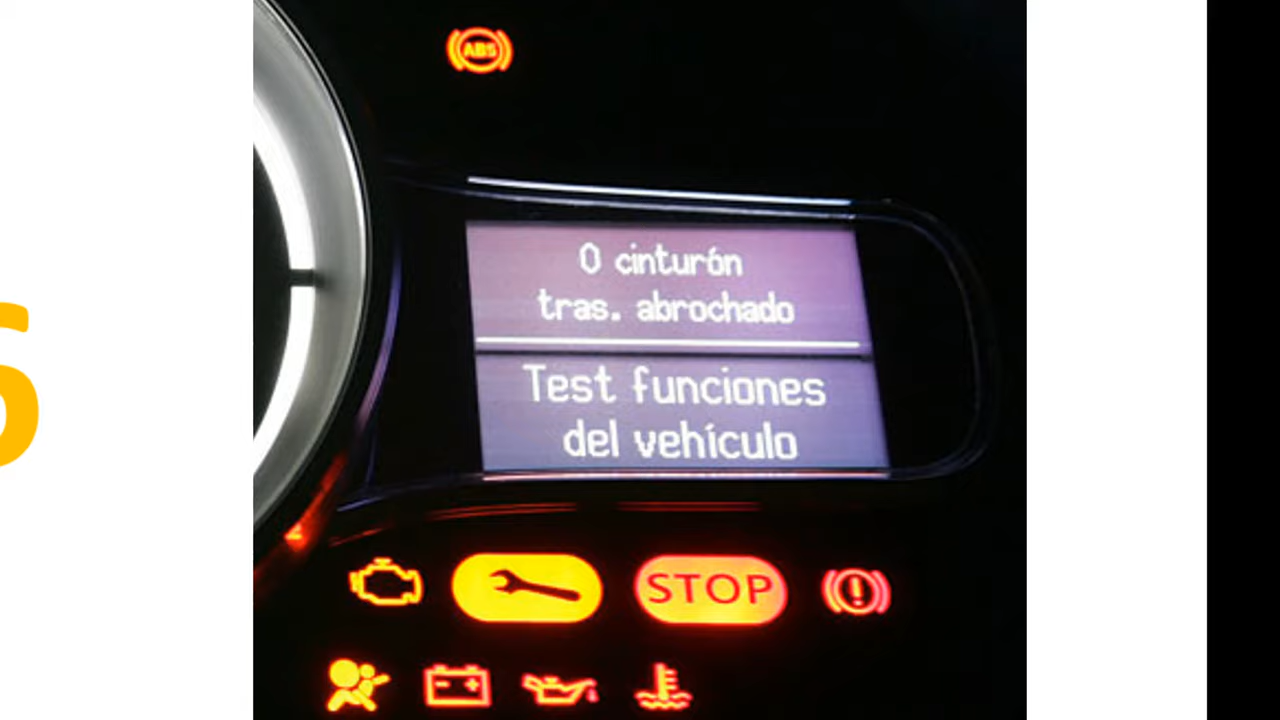 ABS
0 cinturón
tras. abrochado
Test funciones
del vehículo
STOP